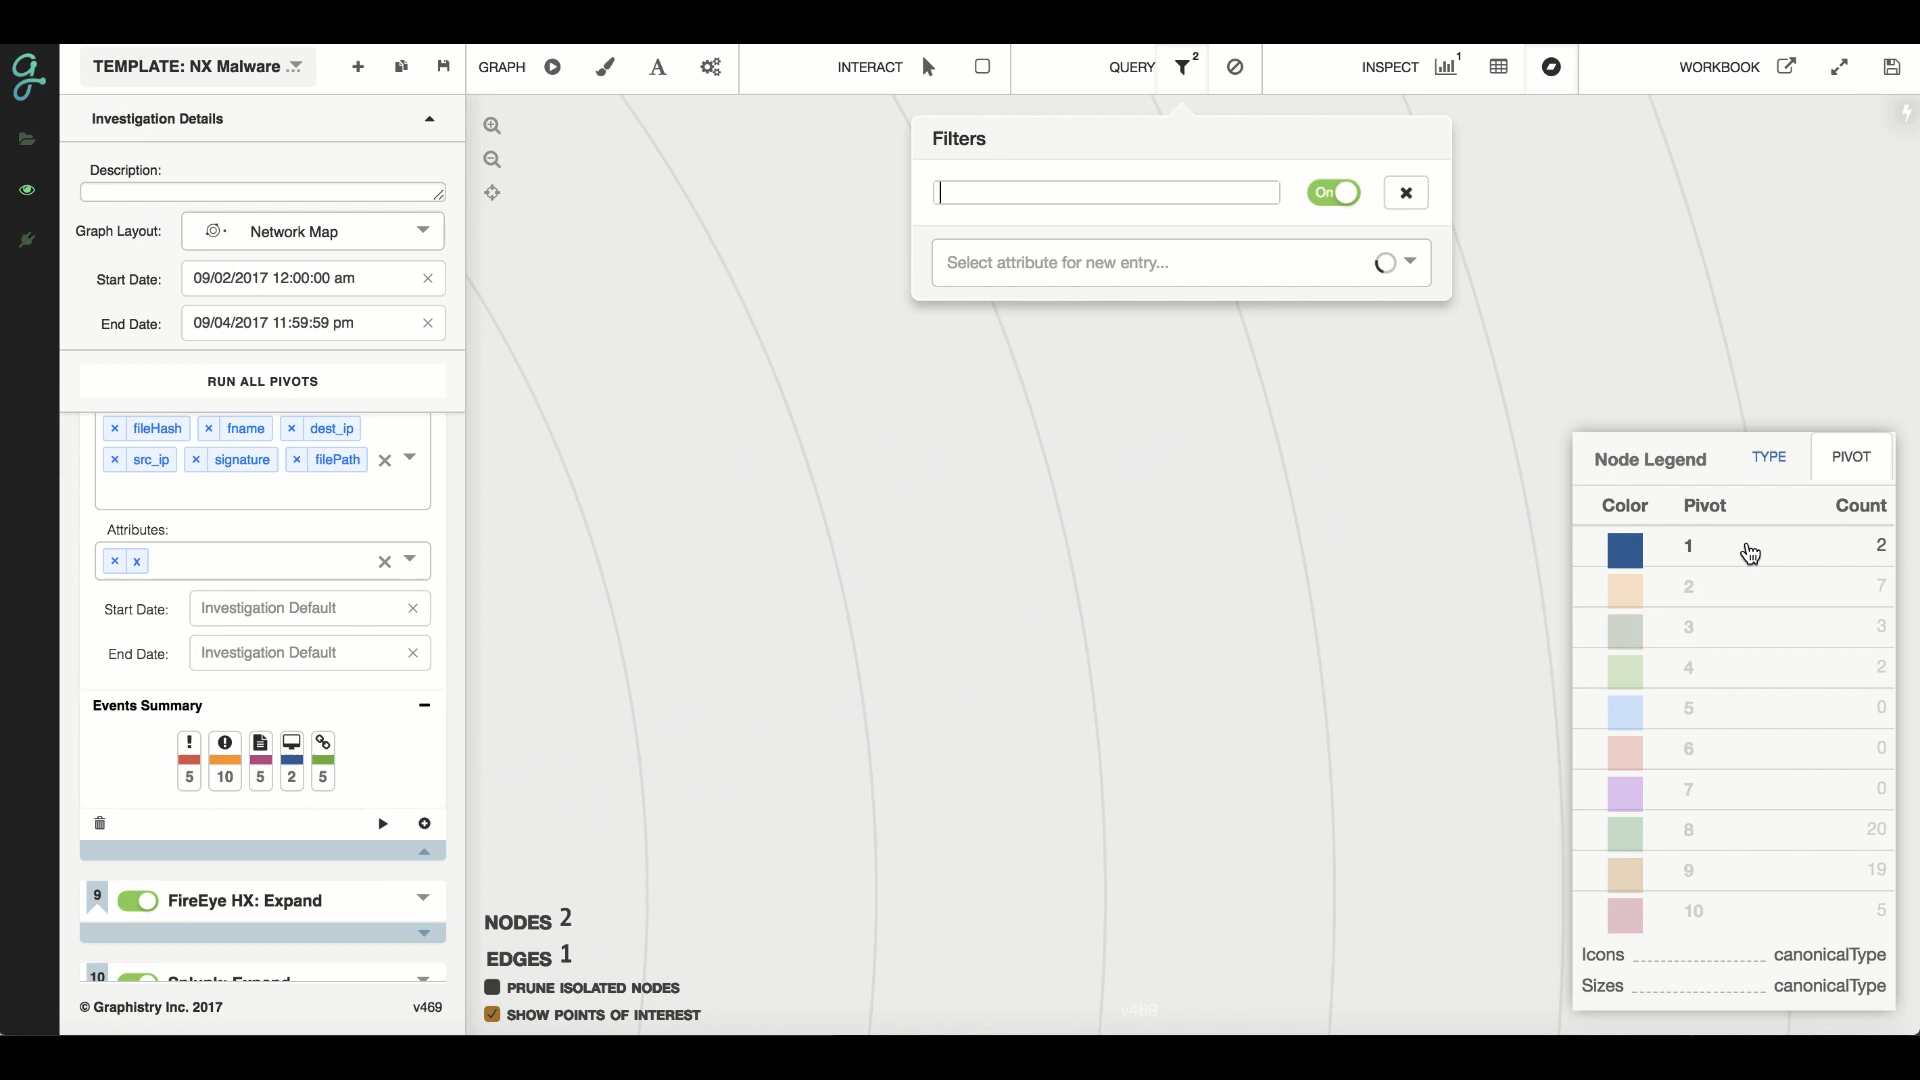 TEMPLATE: NX Malware ...
GRAPH
INTERACT
QUERY
2
INSPECT
1
WORKBOOK
Investigation Details
Description:
Graph Layout:
Network Map
Start Date:
09/02/2017 12:00:00 am
End Date:
09/04/2017 11:59:59 pm
RUN ALL PIVOTS
× fileHash × fname × dest_ip
× src_ip × signature × filePath
Attributes:
× x
Start Date:
Investigation Default
End Date:
Investigation Default
Events Summary
5 10 5 2 5
9 FireEye HX: Expand
10 Splunk: Expand
© Graphistry Inc. 2017
v469
Filters
On
Select attribute for new entry...
NODES 2
EDGES 1
PRUNE ISOLATED NODES
SHOW POINTS OF INTEREST
v469
Node Legend
TYPE
PIVOT
Color Pivot Count
1 2
2 7
3 3
4 2
5 0
6 0
7 0
8 20
9 19
10 5
Icons canonicalType
Sizes canonicalType